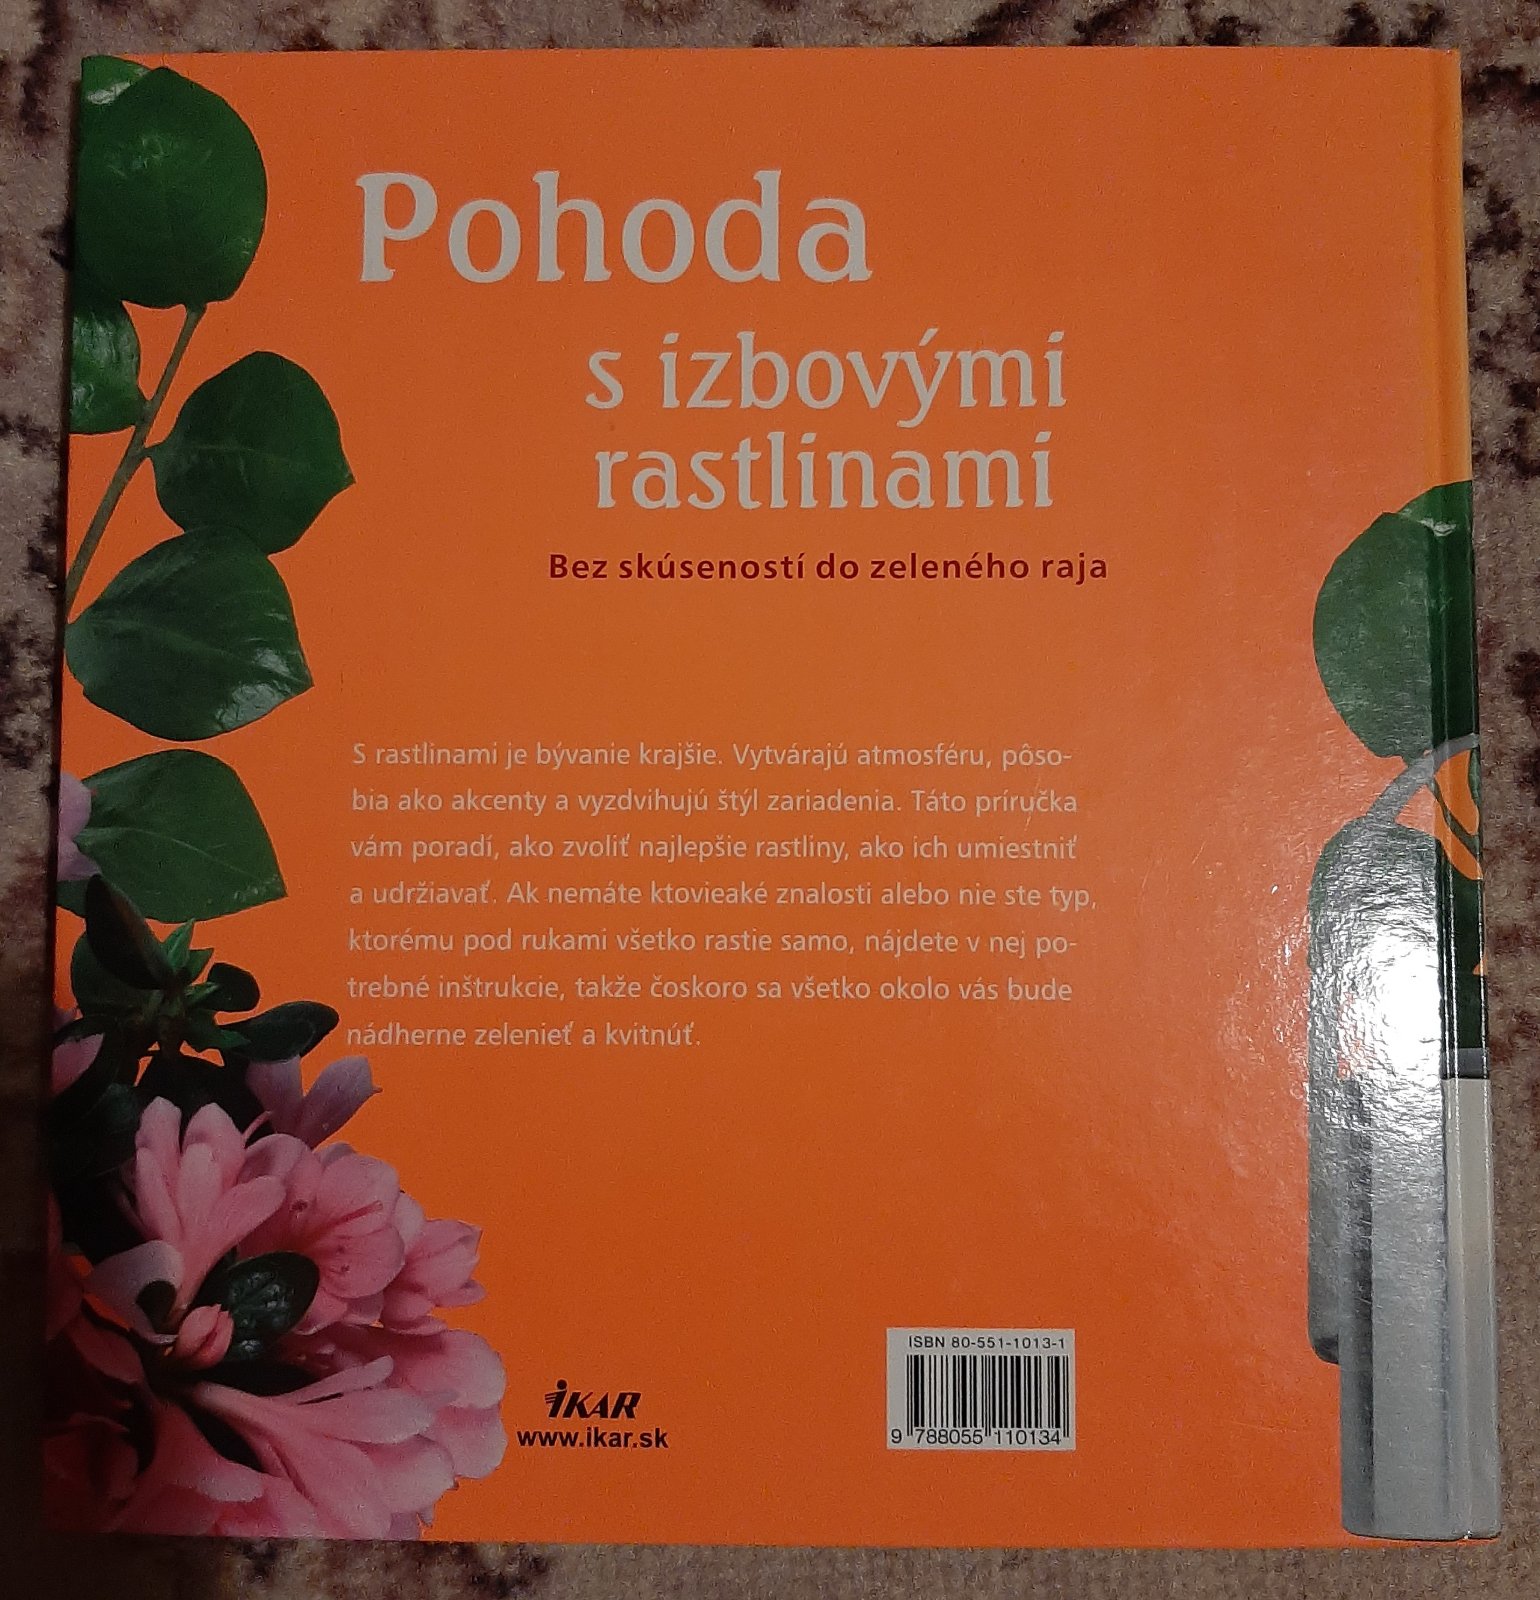 Pohoda
s izbovými
rastlinami
Bez skúseností do zeleného raja
S rastlinami je bývanie krajšie. Vytvárajú atmosféru, pôso-
bia ako akcenty a vyzdvihujú štýl zariadenia. Táto príručka
vám poradí, ako zvoliť najlepšie rastliny, ako ich umiestniť
a udržiavať. Ak nemáte ktovieaké znalosti alebo nie ste typ,
ktorému pod rukami všetko rastie samo, nájdete v nej po-
trebné inštrukcie, takže čoskoro sa všetko okolo vás bude
nádherne zelenieť a kvitnúť.
IKAR
www.ikar.sk
ISBN 80-551-1013-1
9 788055 110134